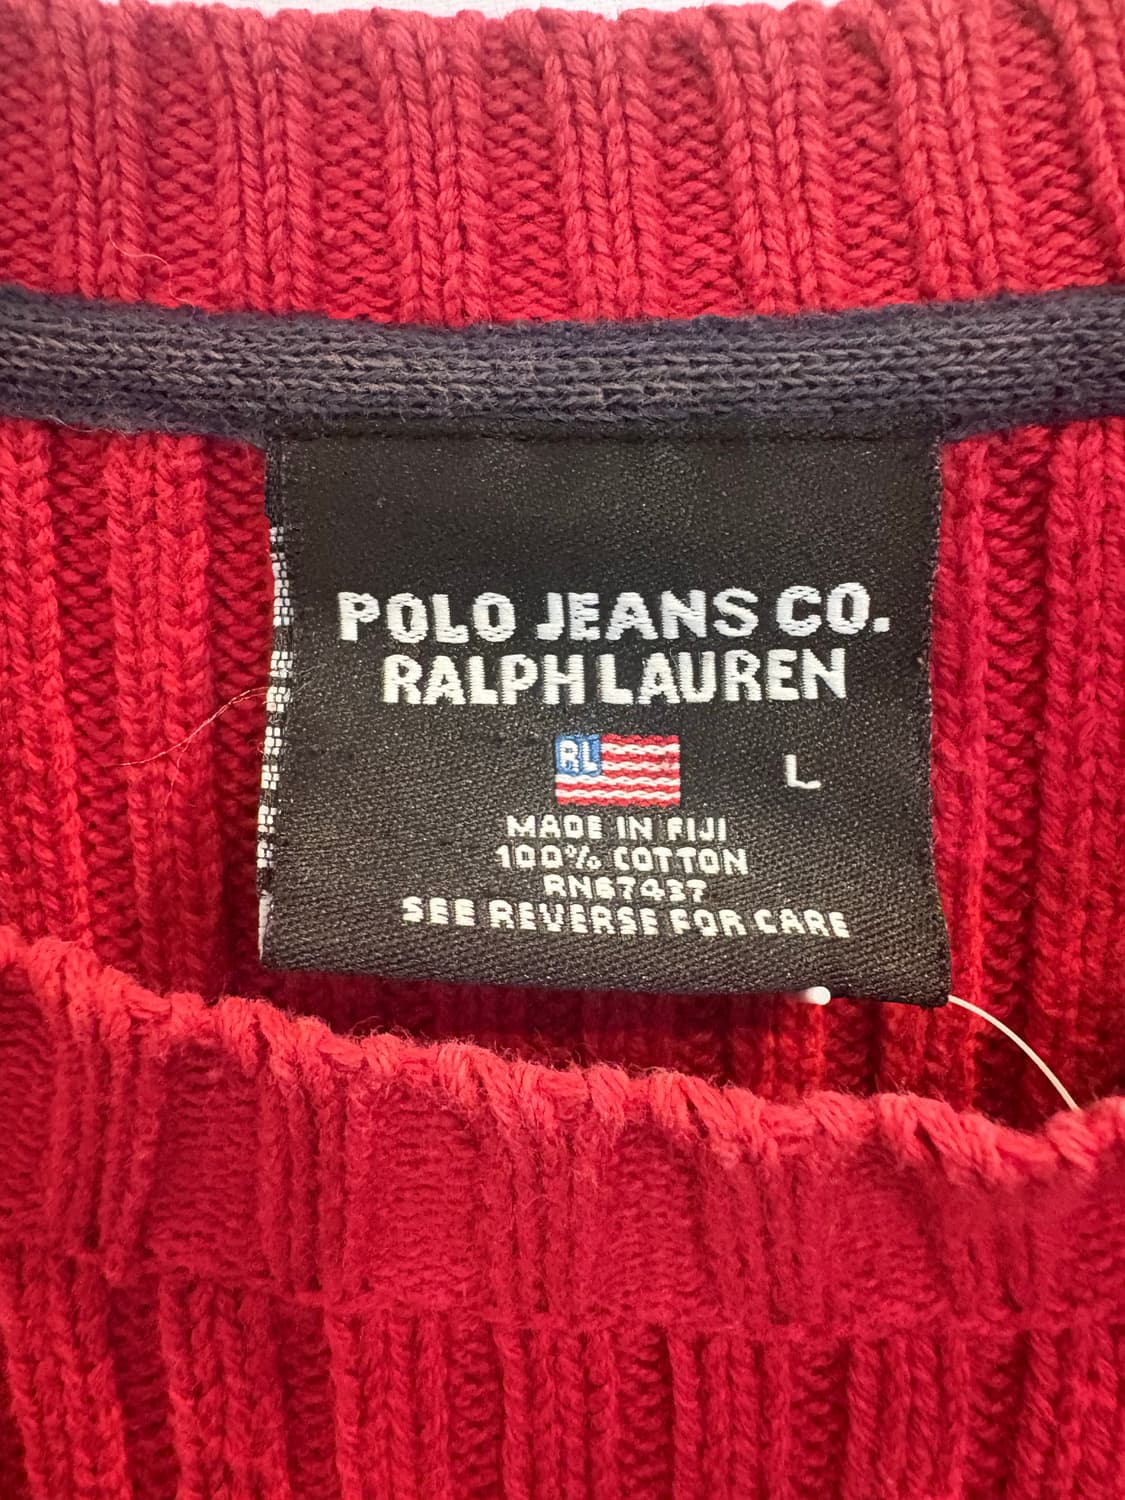 POLO JEANS CO.
RALPH LAUREN
RL
L
MADE IN FIJI
100% COTTON
RN67437
SEE REVERSE FOR CARE